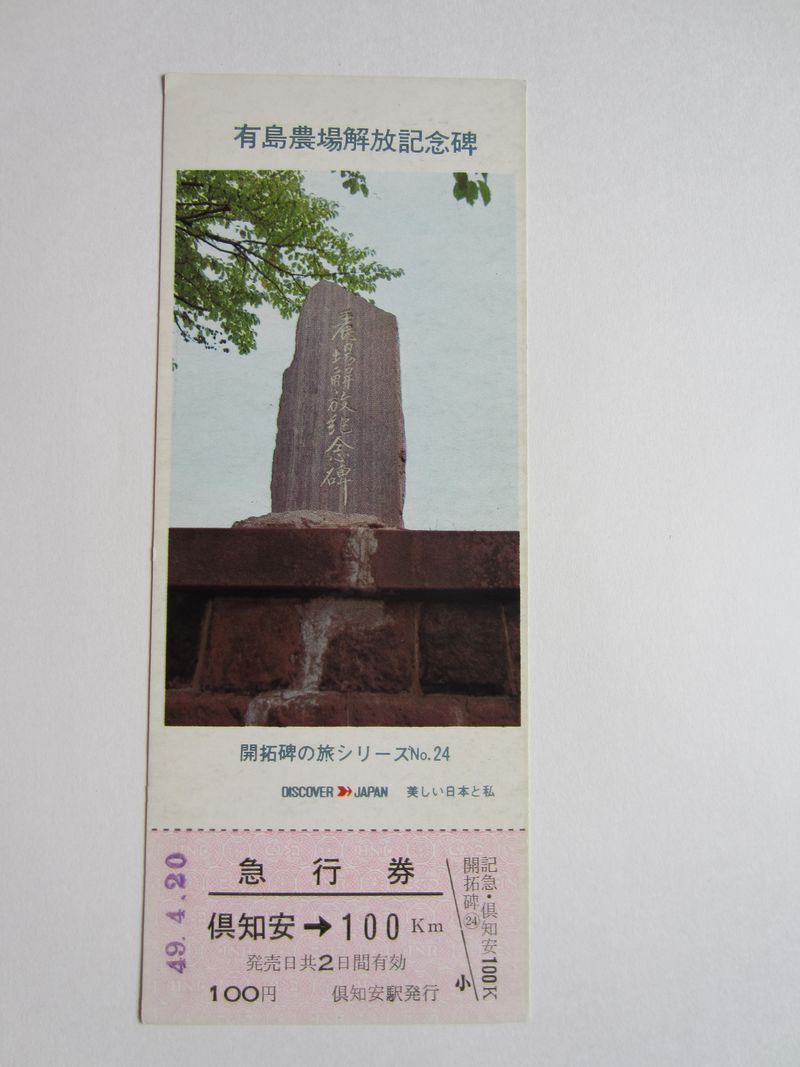 有島農場解放記念碑
農場解放紀念碑
開拓碑の旅シリーズNo.24
DISCOVER JAPAN 美しい日本と私
49.4.20
急行券
倶知安➔100Km
発売日共2日間有効
100円 倶知安駅発行
記急・倶知安100K
開拓碑㉔
小